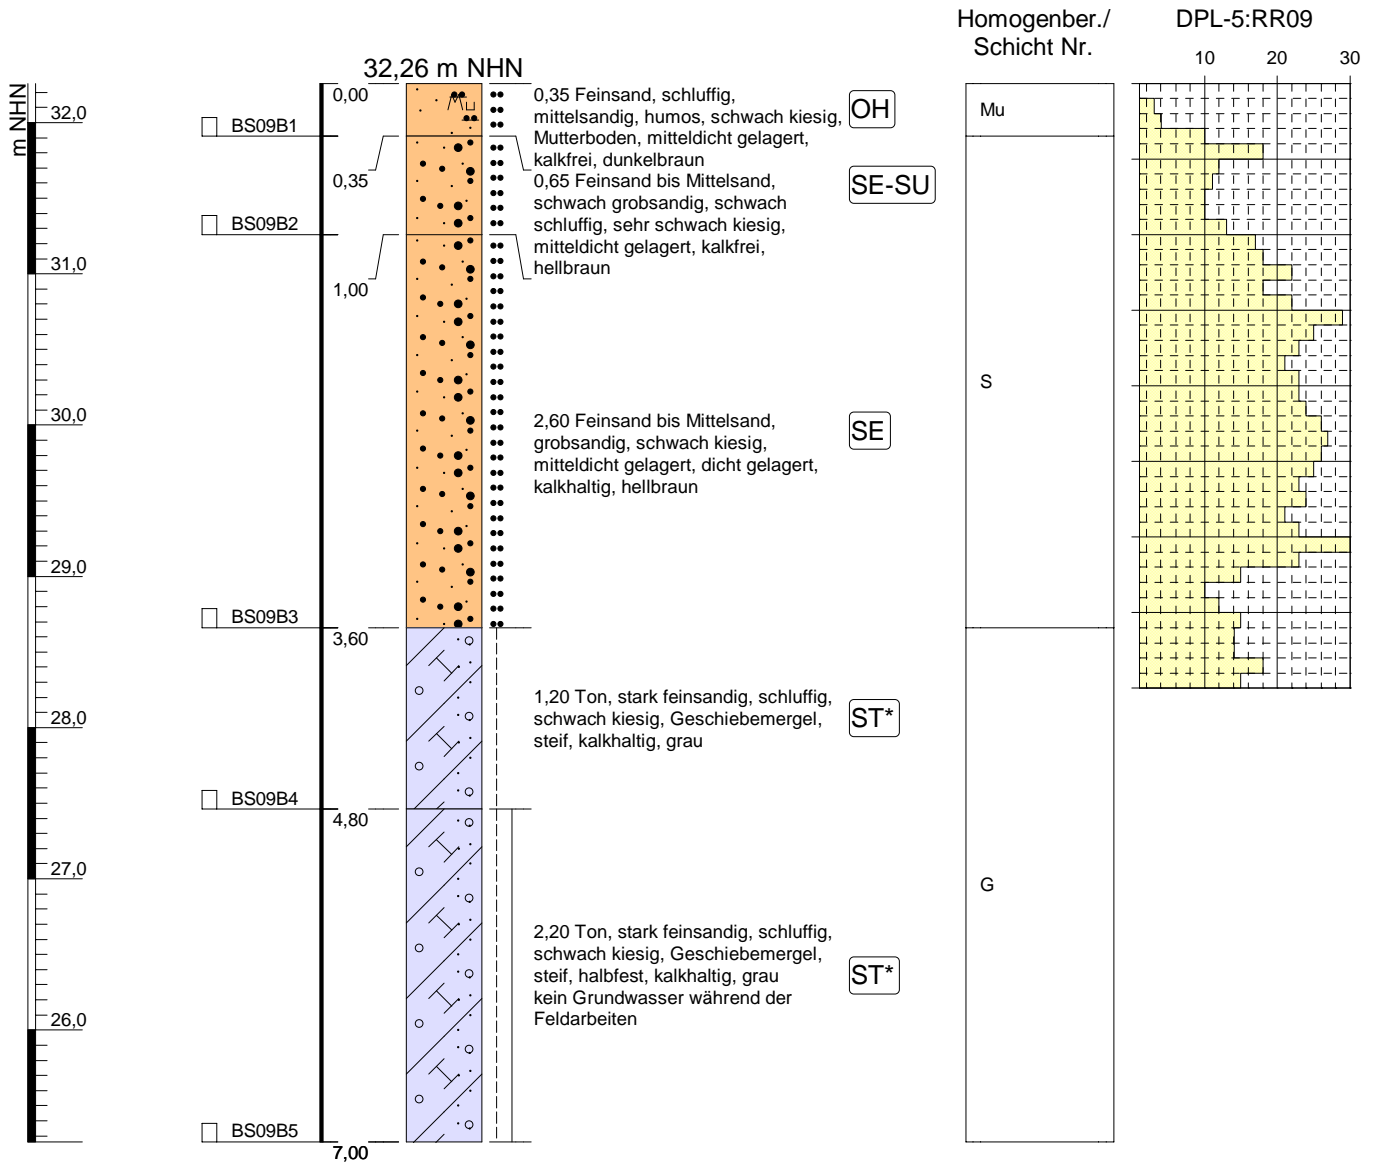 Homogenber./
Schicht Nr.
DPL-5:RR09
10 20 30
32,26 m NHN
m NHN
32,0
31,0
30,0
29,0
28,0
27,0
26,0
BS09B1
BS09B2
BS09B3
BS09B4
BS09B5
0,00
0,35
1,00
3,60
4,80
7,00
Mu
0,35 Feinsand, schluffig,
mittelsandig, humos, schwach kiesig,
Mutterboden, mitteldicht gelagert,
kalkfrei, dunkelbraun
OH
0,65 Feinsand bis Mittelsand,
schwach grobsandig, schwach
schluffig, sehr schwach kiesig,
mitteldicht gelagert, kalkfrei,
hellbraun
SE-SU
2,60 Feinsand bis Mittelsand,
grobsandig, schwach kiesig,
mitteldicht gelagert, dicht gelagert,
kalkhaltig, hellbraun
SE
1,20 Ton, stark feinsandig, schluffig,
schwach kiesig, Geschiebemergel,
steif, kalkhaltig, grau
ST*
2,20 Ton, stark feinsandig, schluffig,
schwach kiesig, Geschiebemergel,
steif, halbfest, kalkhaltig, grau
kein Grundwasser während der
Feldarbeiten
ST*
Mu
S
G